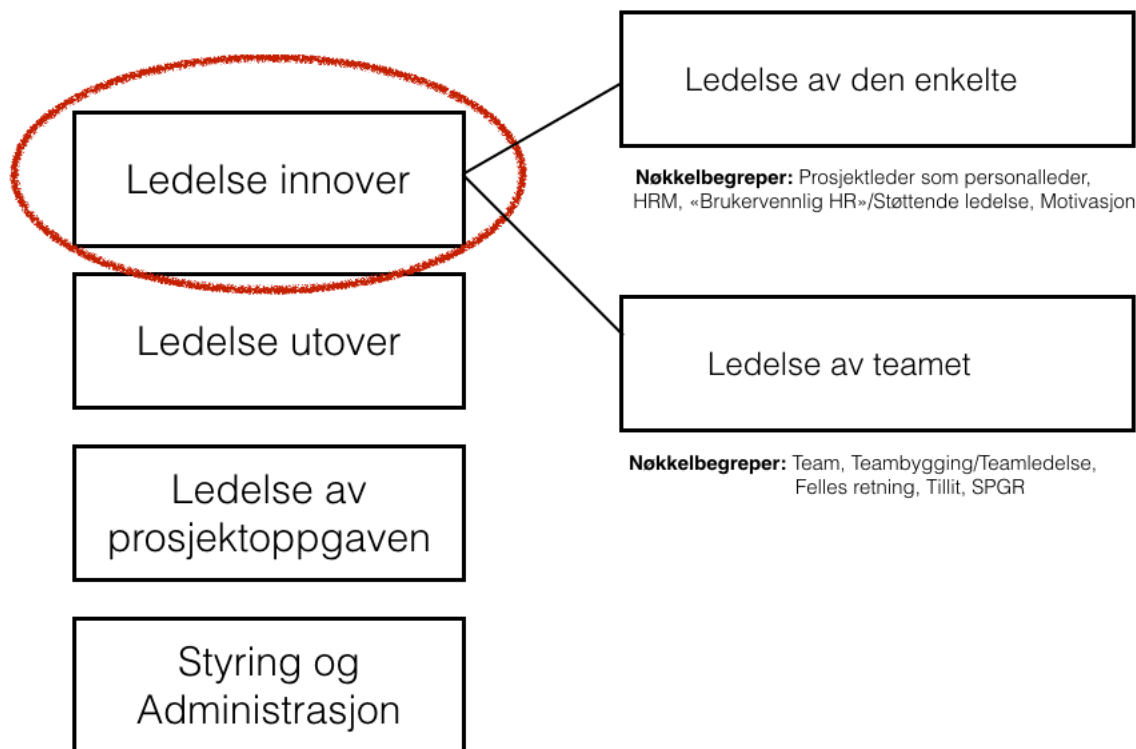 Ledelse innover
Ledelse utover
Ledelse av
prosjektoppgaven
Styring og
Administrasjon
Ledelse av den enkelte
Nøkkelbegreper: Prosjektleder som personalleder,
HRM, «Brukervennlig HR»/Støttende ledelse, Motivasjon
Ledelse av teamet
Nøkkelbegreper: Team, Teambygging/Teamledelse,
Felles retning, Tillit, SPGR